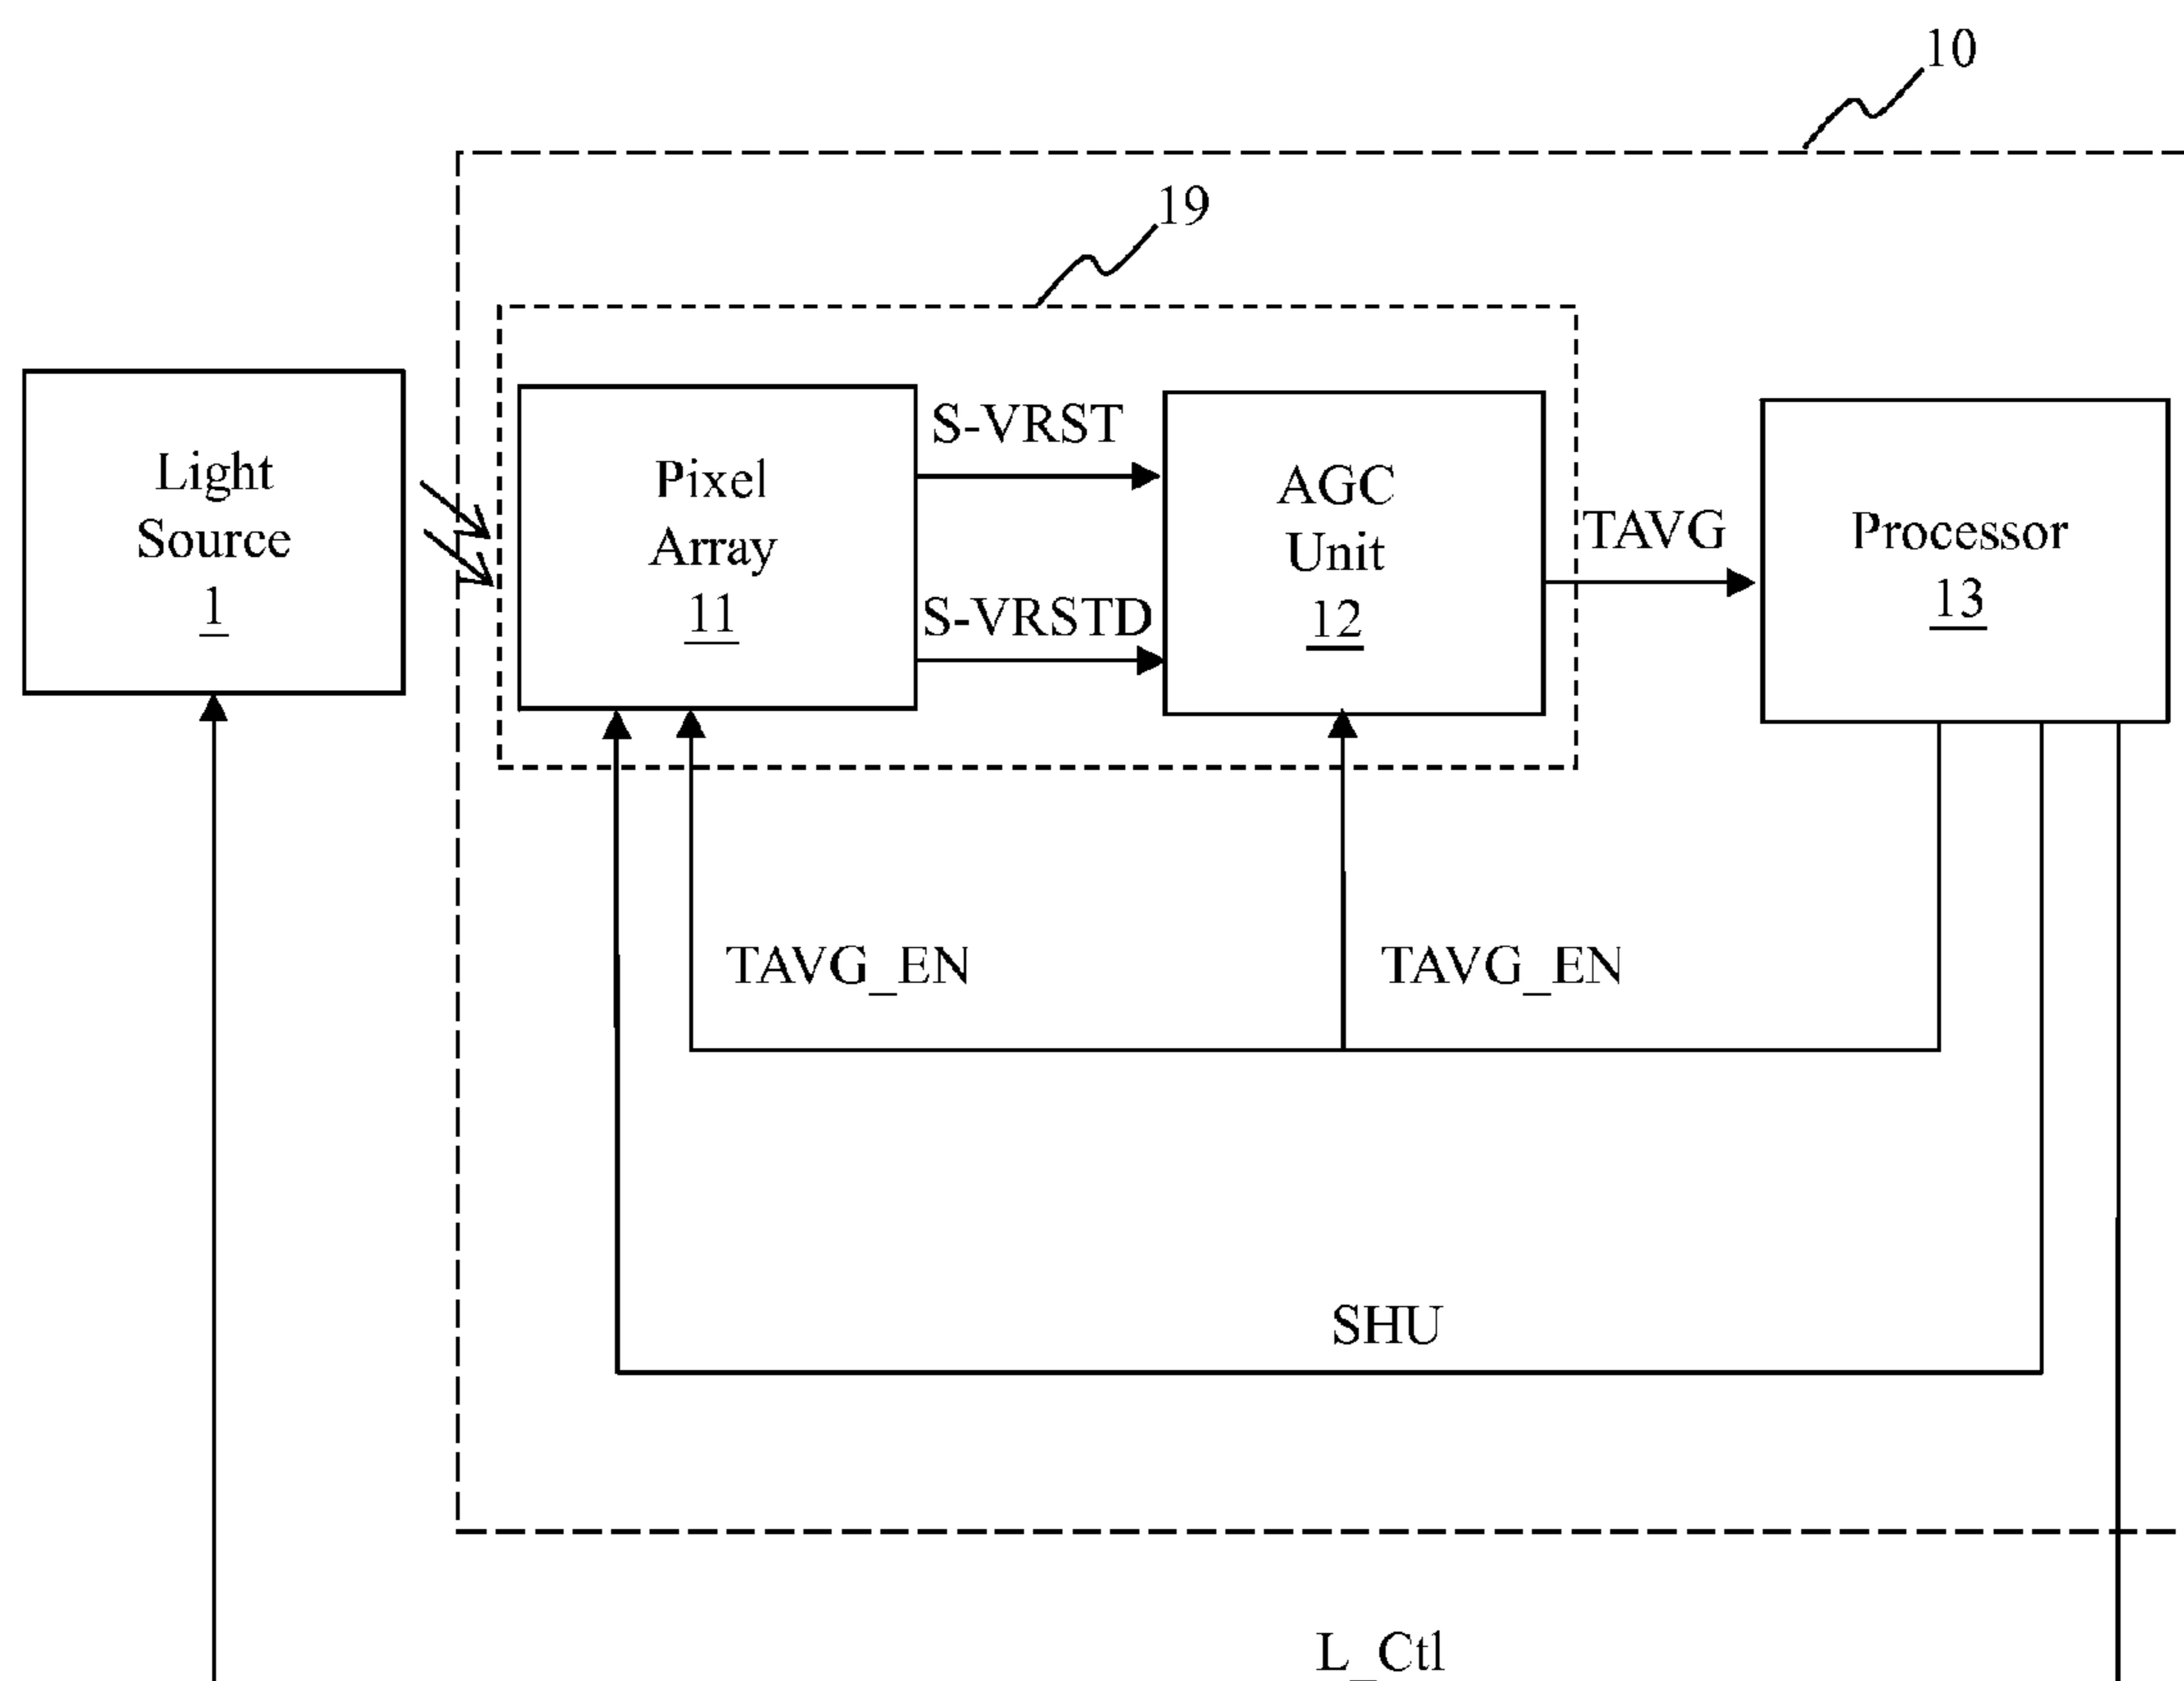 10
19
Light
Source
1
Pixel
Array
11
S-VRST
S-VRSTD
AGC
Unit
12
TAVG
Processor
13
TAVG_EN
TAVG_EN
SHU
L_Ctl